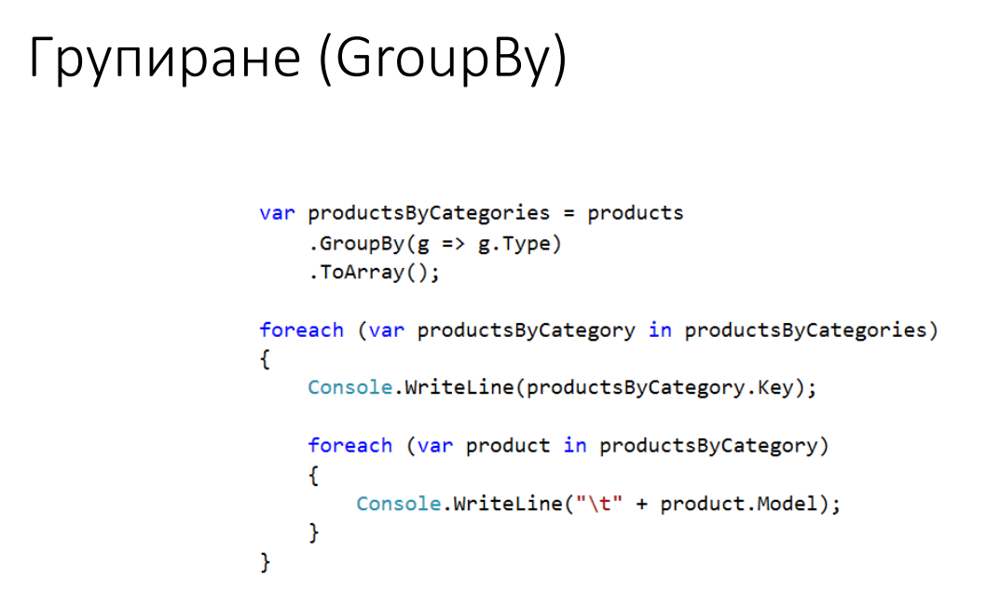 Групиране (GroupBy)
var productsByCategories = products
    .GroupBy(g => g.Type)
    .ToArray();
foreach (var productsByCategory in productsByCategories)
{
    Console.WriteLine(productsByCategory.Key);
    foreach (var product in productsByCategory)
    {
        Console.WriteLine("\t" + product.Model);
    }
}